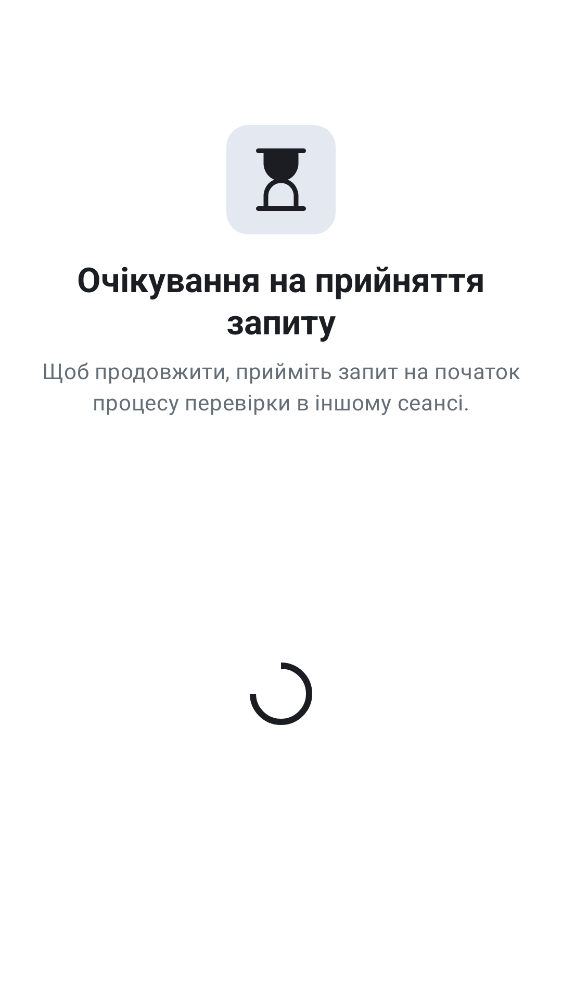 Очікування на прийняття
запиту
Щоб продовжити, прийміть запит на початок
процесу перевірки в іншому сеансі.